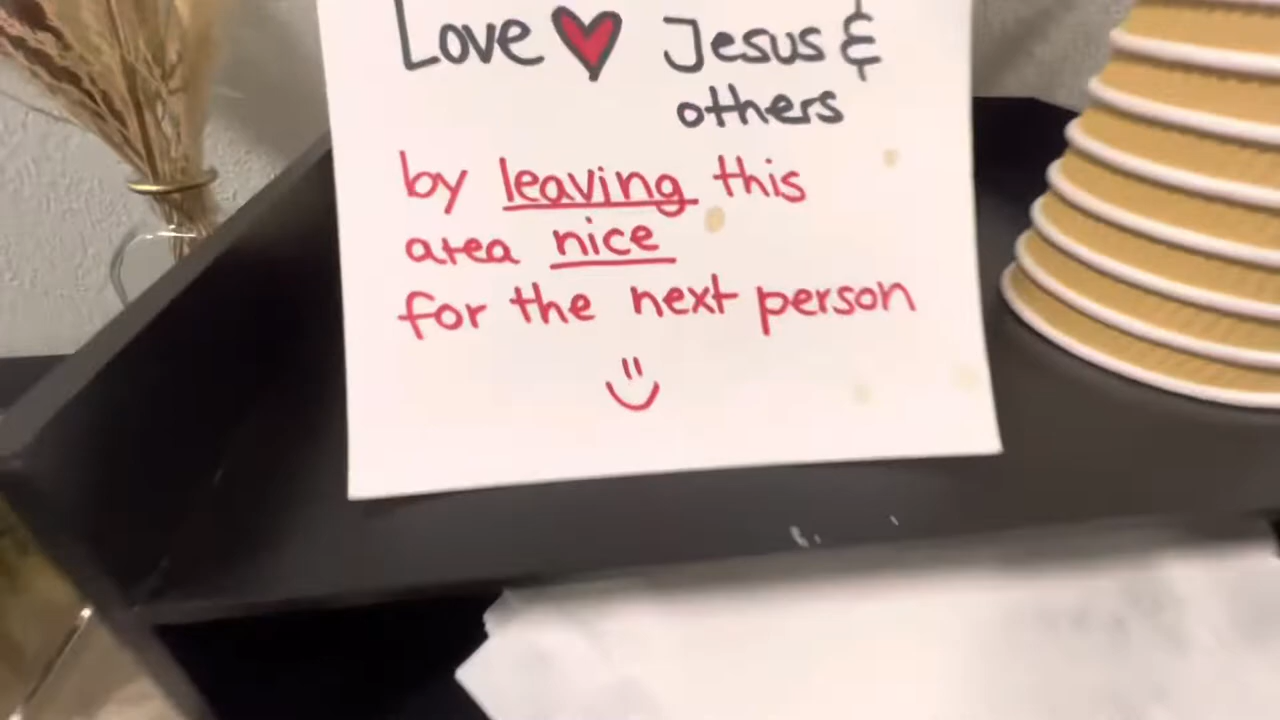 Love ❤ Jesus &
others
by leaving this
area nice
for the next person